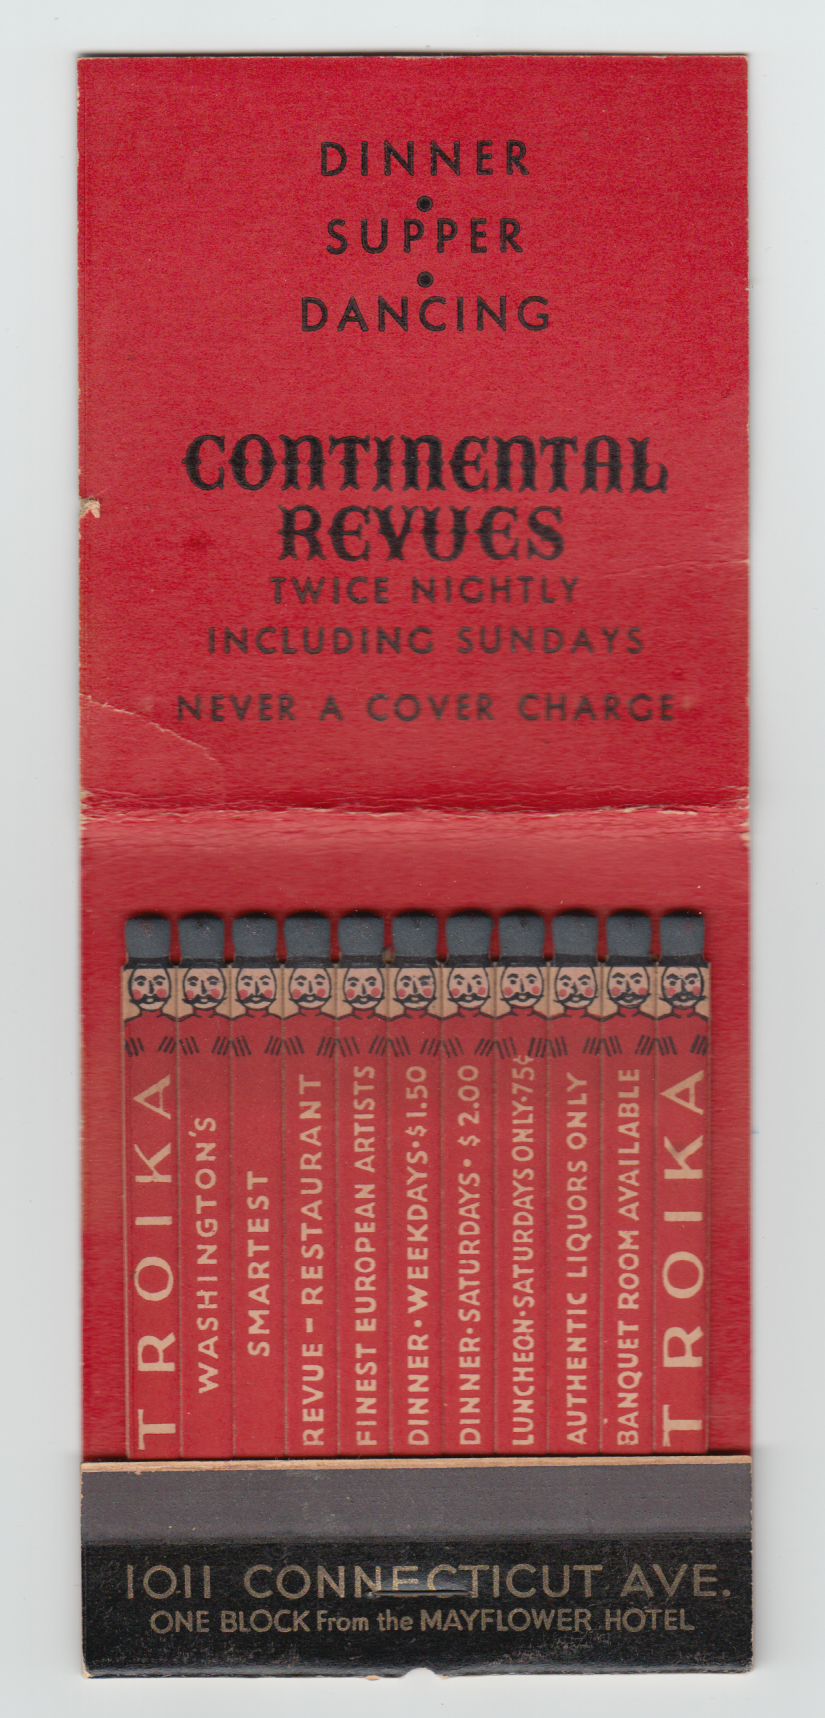 DINNER
•
SUPPER
•
DANCING
CONTINENTAL
REVUES
TWICE NIGHTLY
INCLUDING SUNDAYS
NEVER A COVER CHARGE
TROIKA
WASHINGTON'S
SMARTEST
REVUE - RESTAURANT
FINEST EUROPEAN ARTISTS
DINNER • WEEKDAYS • $1.50
DINNER • SATURDAYS • $2.00
LUNCHEON • SATURDAYS ONLY • 75¢
AUTHENTIC LIQUORS ONLY
BANQUET ROOM AVAILABLE
TROIKA
1011 CONNECTICUT AVE.
ONE BLOCK From the MAYFLOWER HOTEL